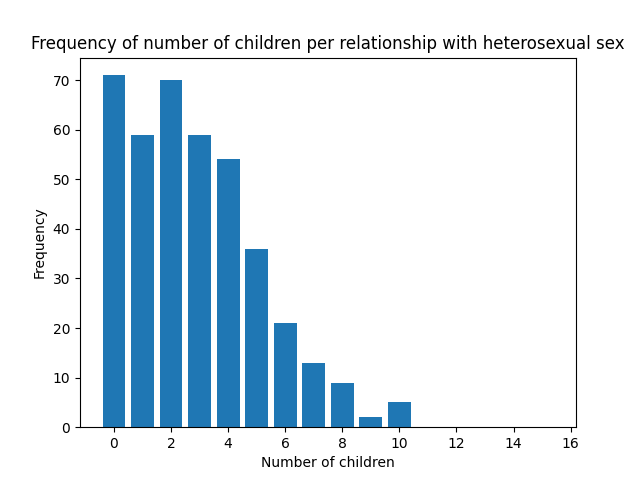 Frequency of number of children per relationship with heterosexual sex
70
60
50
40
30
20
10
0
Frequency
0 2 4 6 8 10 12 14 16
Number of children